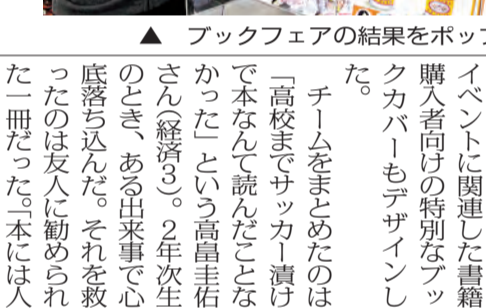 ▲ ブックフェアの結果をポップ
イベントに関連した書籍
購入者向けの特別なブッ
クカバーもデザインし
た。
チームをまとめたのは
「高校までサッカー漬け
で本なんて読んだことな
かった」という高畠圭佑
さん（経済３）。２年次生
のとき、ある出来事で心
底落ち込んだ。それを救
ったのは友人に勧められ
た一冊だった。「本には人